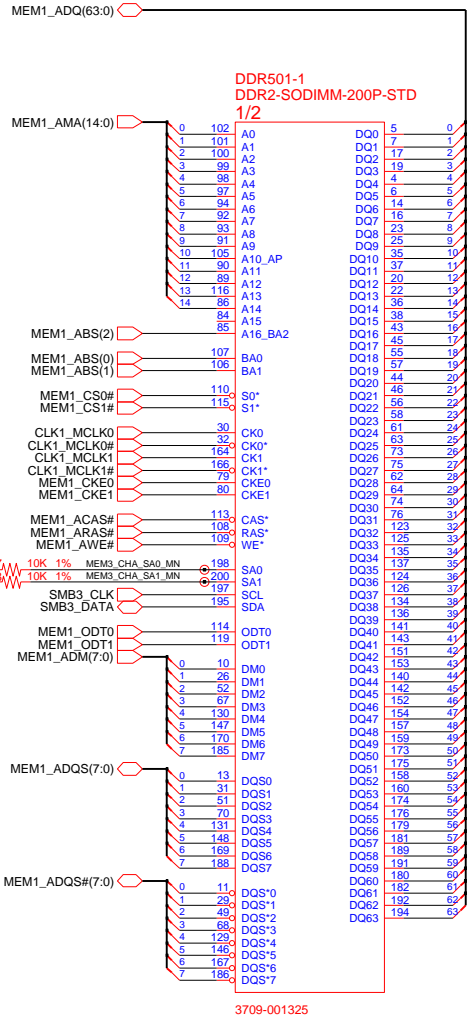 MEM1_ADQ(63:0)
DDR501-1
DDR2-SODIMM-200P-STD
1/2
MEM1_AMA(14:0)
0 102 A0
1 101 A1
2 100 A2
3 99 A3
4 98 A4
5 97 A5
6 94 A6
7 92 A7
8 93 A8
9 91 A9
10 105 A10_AP
11 90 A11
12 89 A12
13 116 A13
14 86 A14
84 A15
MEM1_ABS(2) 85 A16_BA2
MEM1_ABS(0) 107 BA0
MEM1_ABS(1) 106 BA1
MEM1_CS0# 110 S0*
MEM1_CS1# 115 S1*
CLK1_MCLK0 30 CK0
CLK1_MCLK0# 32 CK0*
CLK1_MCLK1 164 CK1
CLK1_MCLK1# 166 CK1*
MEM1_CKE0 79 CKE0
MEM1_CKE1 80 CKE1
MEM1_ACAS# 113 CAS*
MEM1_ARAS# 108 RAS*
MEM1_AWE# 109 WE*
10K 1% MEM3_CHA_SA0_MN 198 SA0
10K 1% MEM3_CHA_SA1_MN 200 SA1
SMB3_CLK 197 SCL
SMB3_DATA 195 SDA
MEM1_ODT0 114 ODT0
MEM1_ODT1 119 ODT1
MEM1_ADM(7:0)
0 10 DM0
1 26 DM1
2 52 DM2
3 67 DM3
4 130 DM4
5 147 DM5
6 170 DM6
7 185 DM7
MEM1_ADQS(7:0)
0 13 DQS0
1 31 DQS1
2 51 DQS2
3 70 DQS3
4 131 DQS4
5 148 DQS5
6 169 DQS6
7 188 DQS7
MEM1_ADQS#(7:0)
0 11 DQS*0
1 29 DQS*1
2 49 DQS*2
3 68 DQS*3
4 129 DQS*4
5 146 DQS*5
6 167 DQS*6
7 186 DQS*7
DQ0 5 0
DQ1 7 1
DQ2 17 2
DQ3 19 3
DQ4 4 4
DQ5 6 5
DQ6 14 6
DQ7 16 7
DQ8 23 8
DQ9 25 9
DQ10 35 10
DQ11 37 11
DQ12 20 12
DQ13 22 13
DQ14 36 14
DQ15 38 15
DQ16 43 16
DQ17 45 17
DQ18 55 18
DQ19 57 19
DQ20 44 20
DQ21 46 21
DQ22 56 22
DQ23 58 23
DQ24 61 24
DQ25 63 25
DQ26 73 26
DQ27 75 27
DQ28 62 28
DQ29 64 29
DQ30 74 30
DQ31 76 31
DQ32 123 32
DQ33 125 33
DQ34 135 34
DQ35 137 35
DQ36 124 36
DQ37 126 37
DQ38 134 38
DQ39 136 39
DQ40 141 40
DQ41 143 41
DQ42 151 42
DQ43 153 43
DQ44 140 44
DQ45 142 45
DQ46 152 46
DQ47 154 47
DQ48 157 48
DQ49 159 49
DQ50 173 50
DQ51 175 51
DQ52 158 52
DQ53 160 53
DQ54 174 54
DQ55 176 55
DQ56 179 56
DQ57 181 57
DQ58 189 58
DQ59 191 59
DQ60 180 60
DQ61 182 61
DQ62 192 62
DQ63 194 63
3709-001325